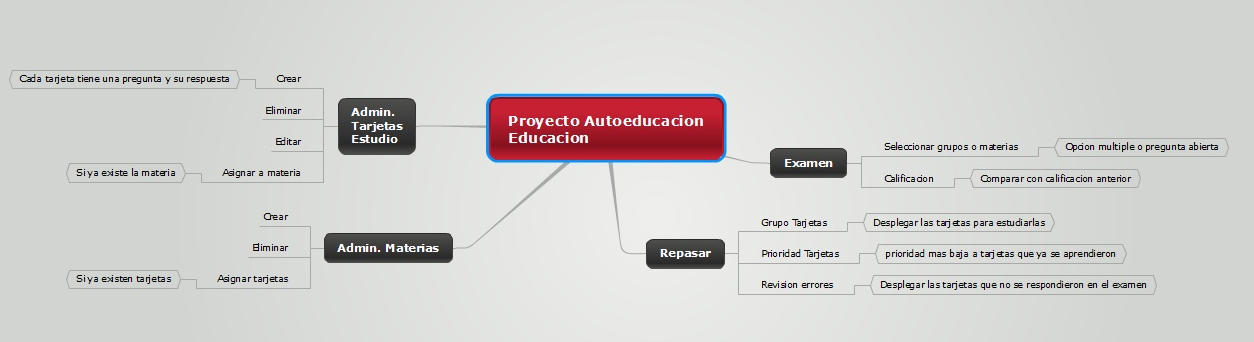 Proyecto Autoeducacion
Educacion
Admin.
Tarjetas
Estudio
Crear
Cada tarjeta tiene una pregunta y su respuesta
Eliminar
Editar
Asignar a materia
Si ya existe la materia
Admin. Materias
Crear
Eliminar
Asignar tarjetas
Si ya existen tarjetas
Examen
Seleccionar grupos o materias
Opcion multiple o pregunta abierta
Calificacion
Comparar con calificacion anterior
Repasar
Grupo Tarjetas
Desplegar las tarjetas para estudiarlas
Prioridad Tarjetas
prioridad mas baja a tarjetas que ya se aprendieron
Revision errores
Desplegar las tarjetas que no se respondieron en el examen